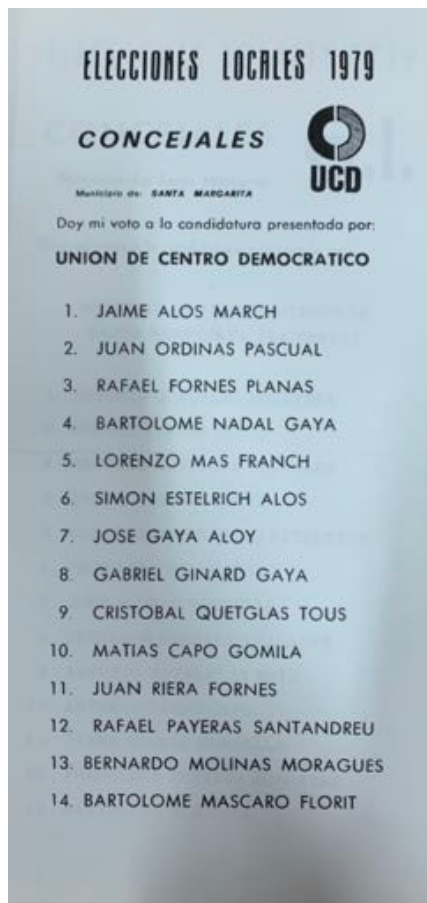 ELECCIONES LOCALES 1979
CONCEJALES
UCD
Municipio de: SANTA MARGARITA
Doy mi voto a la candidatura presentada por:
UNION DE CENTRO DEMOCRATICO
1. JAIME ALOS MARCH
2. JUAN ORDINAS PASCUAL
3. RAFAEL FORNES PLANAS
4. BARTOLOME NADAL GAYA
5. LORENZO MAS FRANCH
6. SIMON ESTELRICH ALOS
7. JOSE GAYA ALOY
8. GABRIEL GINARD GAYA
9. CRISTOBAL QUETGLAS TOUS
10. MATIAS CAPO GOMILA
11. JUAN RIERA FORNES
12. RAFAEL PAYERAS SANTANDREU
13. BERNARDO MOLINAS MORAGUES
14. BARTOLOME MASCARO FLORIT